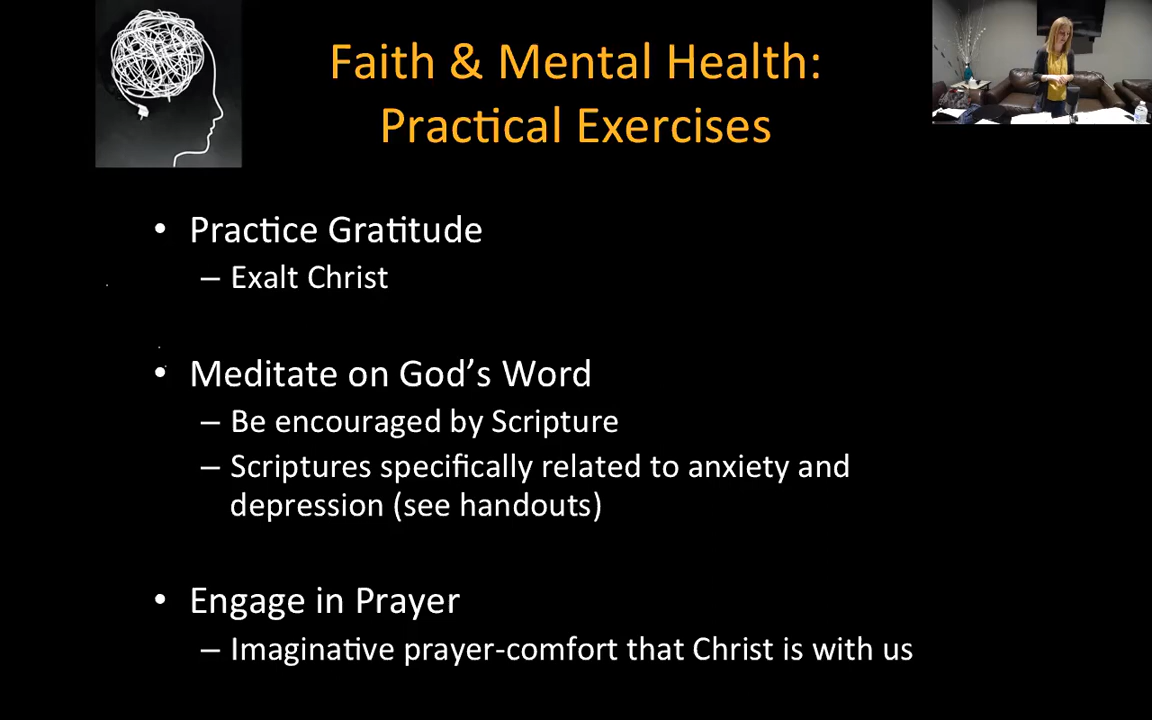 Faith & Mental Health:
Practical Exercises
• Practice Gratitude
– Exalt Christ
• Meditate on God’s Word
– Be encouraged by Scripture
– Scriptures specifically related to anxiety and
depression (see handouts)
• Engage in Prayer
– Imaginative prayer-comfort that Christ is with us